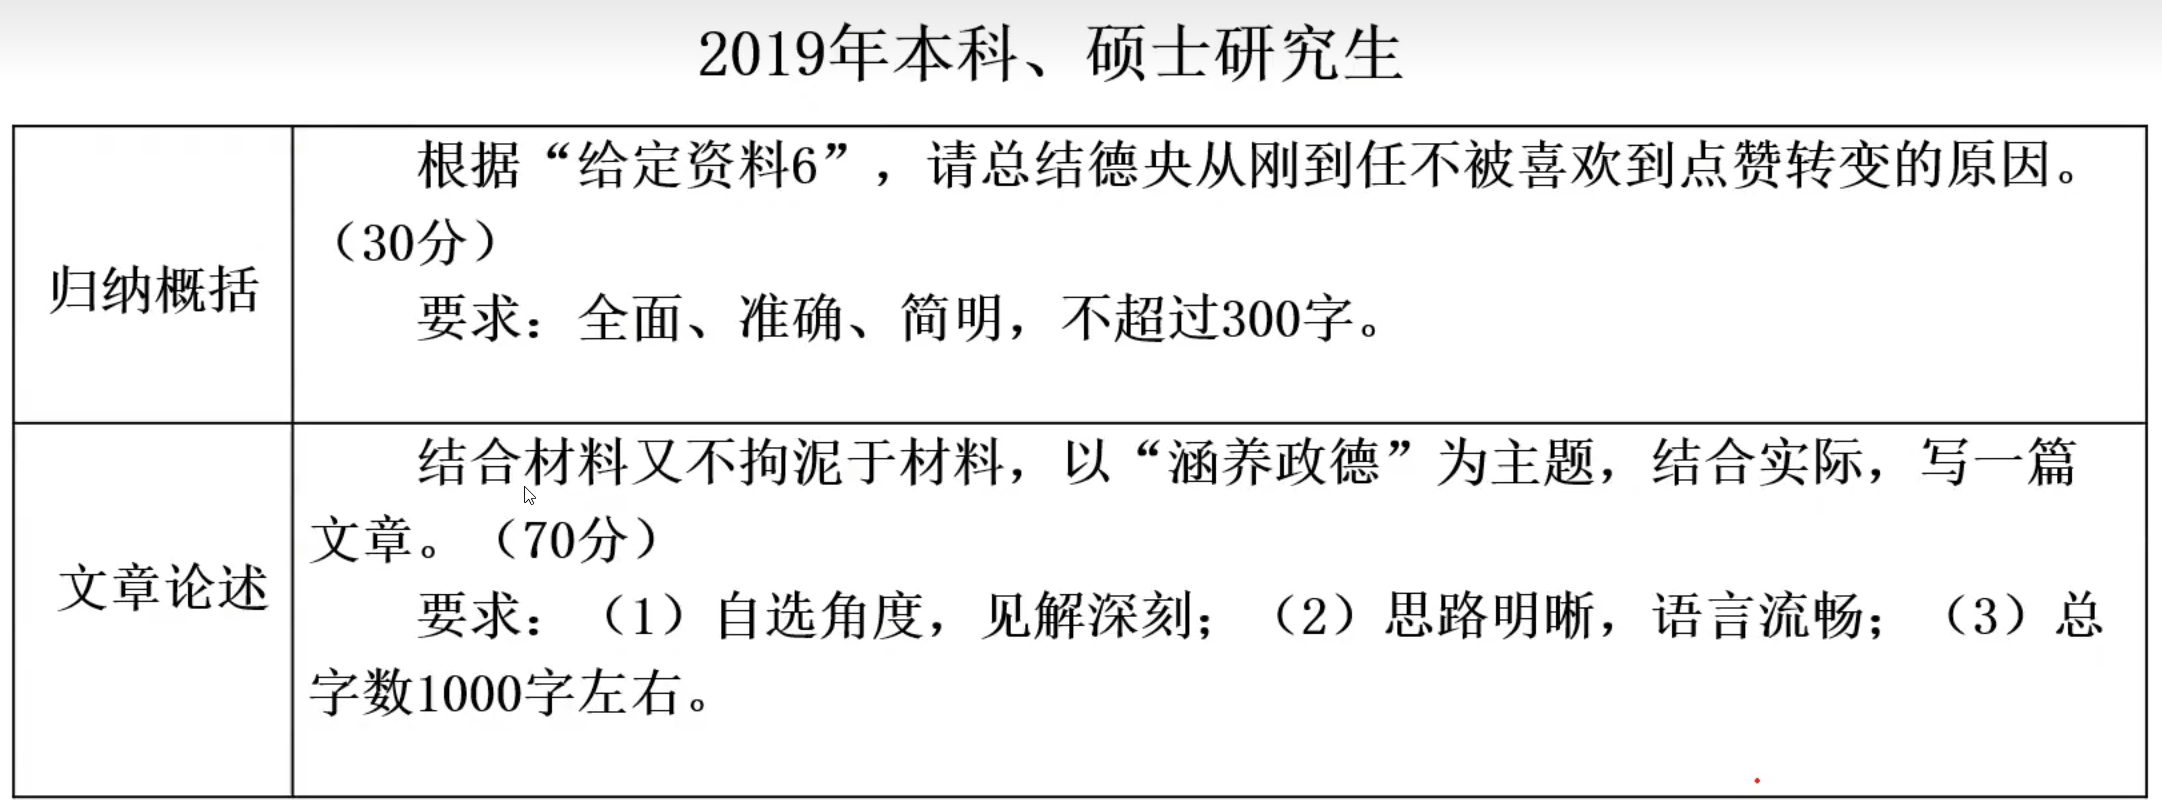 2019年本科、硕士研究生
归纳概括
根据“给定资料6”，请总结德央从刚到任不被喜欢到点赞转变的原因。
（30分）
要求：全面、准确、简明，不超过300字。
文章论述
结合材料又不拘泥于材料，以“涵养政德”为主题，结合实际，写一篇
文章。（70分）
要求：（1）自选角度，见解深刻；（2）思路明晰，语言流畅；（3）总
字数1000字左右。